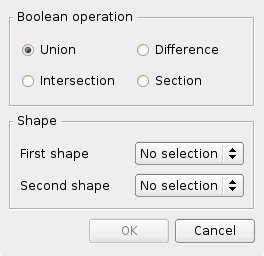 Boolean operation
Union Difference
Intersection Section
Shape
First shape No selection
Second shape No selection
OK Cancel